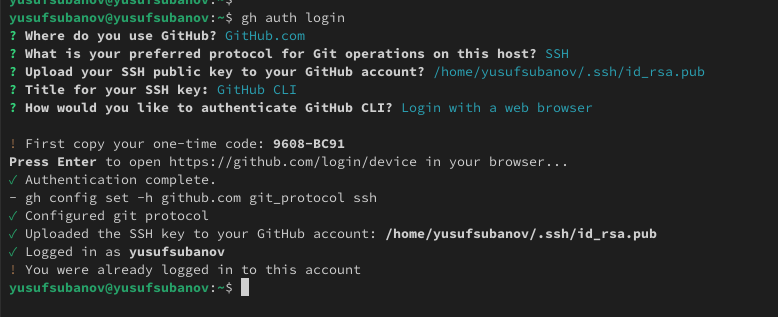 yusufsubanov@yusufsubanov:~$ gh auth login
? Where do you use GitHub? GitHub.com
? What is your preferred protocol for Git operations on this host? SSH
? Upload your SSH public key to your GitHub account? /home/yusufsubanov/.ssh/id_rsa.pub
? Title for your SSH key: GitHub CLI
? How would you like to authenticate GitHub CLI? Login with a web browser
! First copy your one-time code: 9608-BC91
Press Enter to open https://github.com/login/device in your browser...
✓ Authentication complete.
- gh config set -h github.com git_protocol ssh
✓ Configured git protocol
✓ Uploaded the SSH key to your GitHub account: /home/yusufsubanov/.ssh/id_rsa.pub
✓ Logged in as yusufsubanov
! You were already logged in to this account
yusufsubanov@yusufsubanov:~$